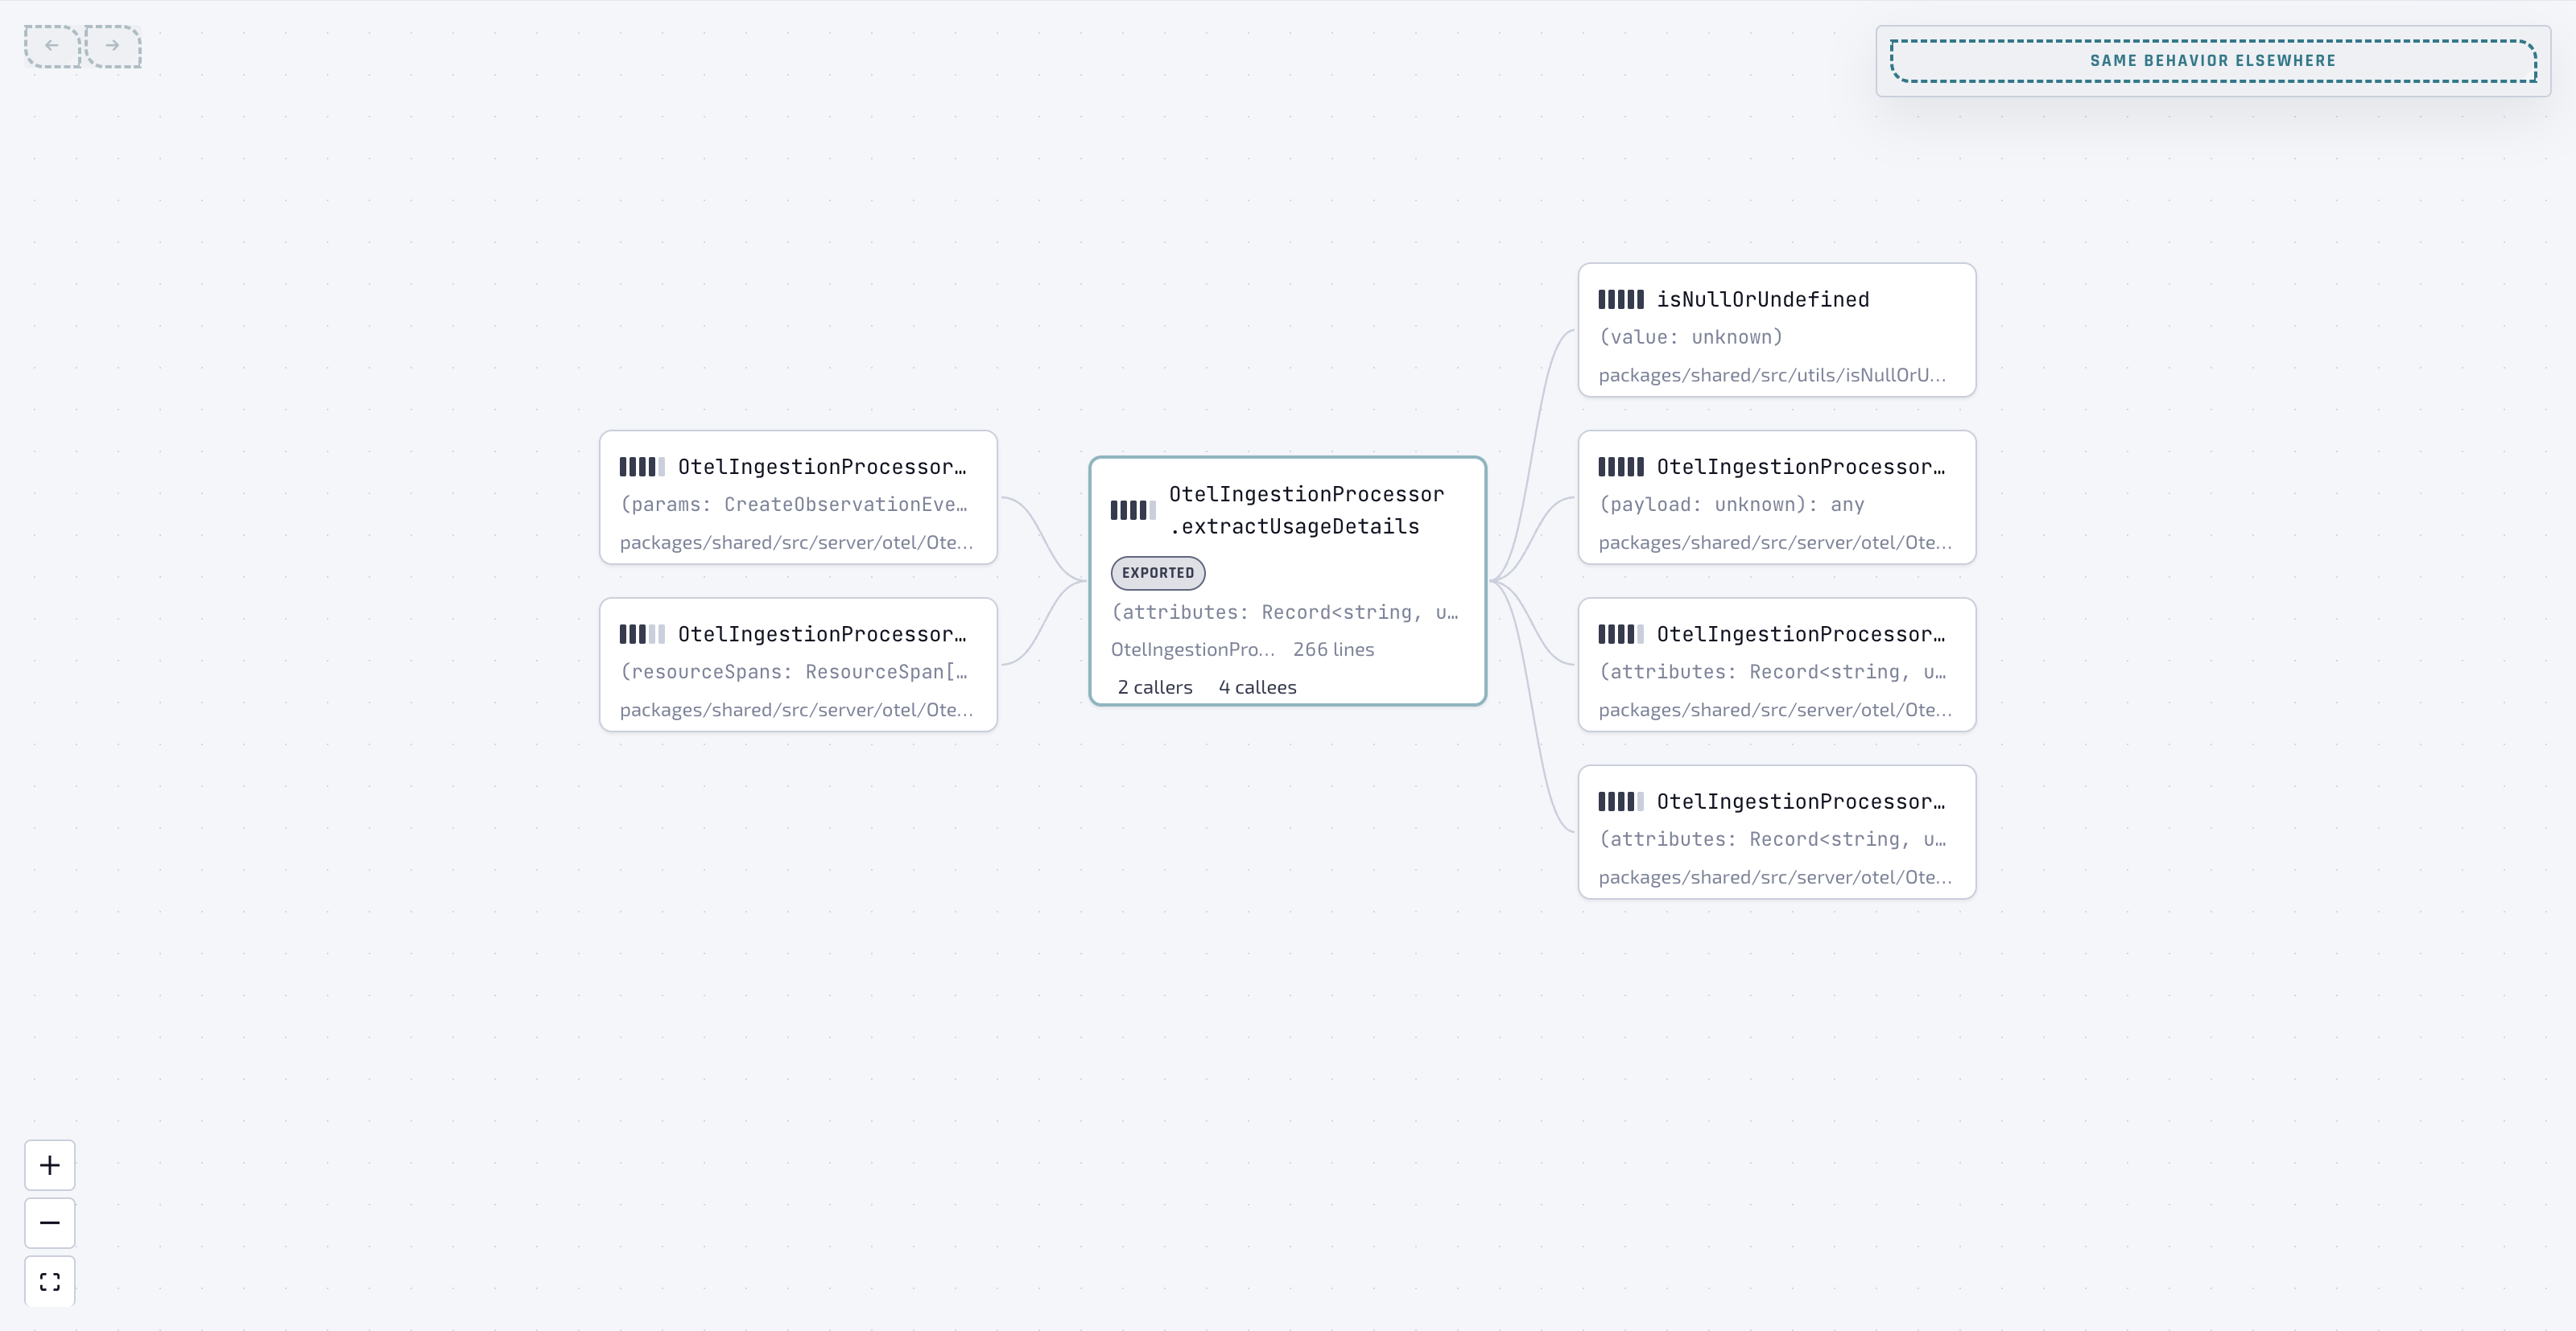 SAME BEHAVIOR ELSEWHERE
OtelIngestionProcessor…
(params: CreateObservationEve…
packages/shared/src/server/otel/Ote…
OtelIngestionProcessor…
(resourceSpans: ResourceSpan[…
packages/shared/src/server/otel/Ote…
OtelIngestionProcessor
.extractUsageDetails
EXPORTED
(attributes: Record<string, u…
OtelIngestionPro… 266 lines
2 callers 4 callees
isNullOrUndefined
(value: unknown)
packages/shared/src/utils/isNullOrU…
OtelIngestionProcessor…
(payload: unknown): any
packages/shared/src/server/otel/Ote…
OtelIngestionProcessor…
(attributes: Record<string, u…
packages/shared/src/server/otel/Ote…
OtelIngestionProcessor…
(attributes: Record<string, u…
packages/shared/src/server/otel/Ote…